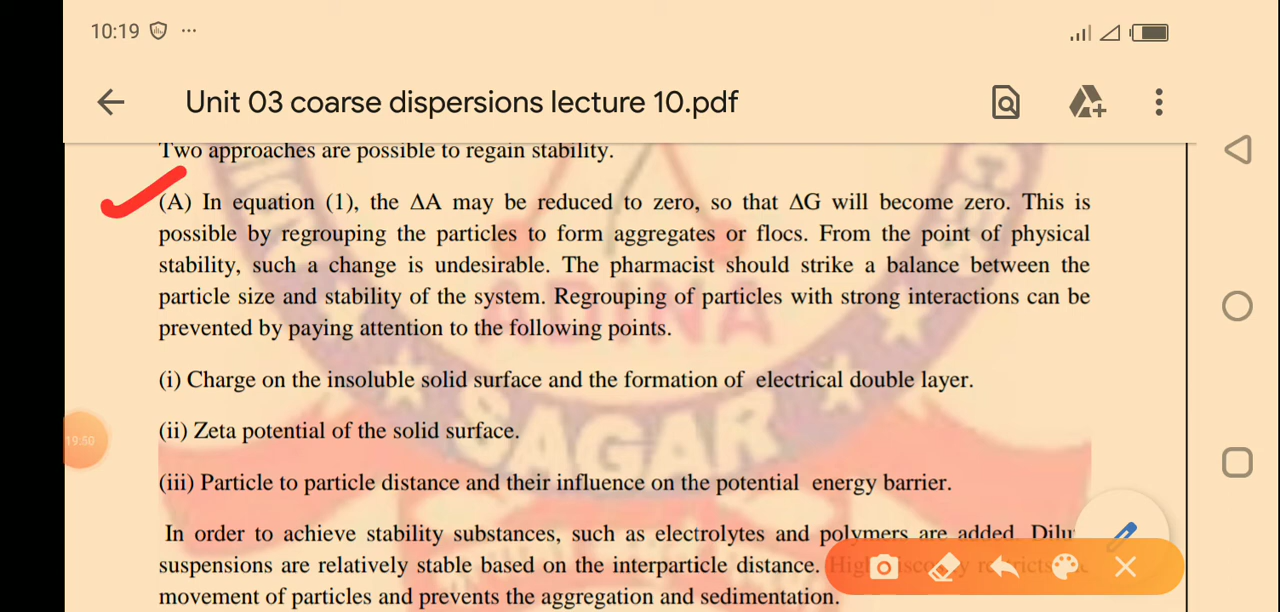 10:19
Unit 03 coarse dispersions lecture 10.pdf
Two approaches are possible to regain stability.
(A) In equation (1), the ΔA may be reduced to zero, so that ΔG will become zero. This is
possible by regrouping the particles to form aggregates or flocs. From the point of physical
stability, such a change is undesirable. The pharmacist should strike a balance between the
particle size and stability of the system. Regrouping of particles with strong interactions can be
prevented by paying attention to the following points.
(i) Charge on the insoluble solid surface and the formation of electrical double layer.
SAGAR
(ii) Zeta potential of the solid surface.
19:50
(iii) Particle to particle distance and their influence on the potential energy barrier.
In order to achieve stability substances, such as electrolytes and polymers are added.
suspensions are relatively stable based on the interparticle distance. High
movement of particles and prevents the aggregation and sedimentation.